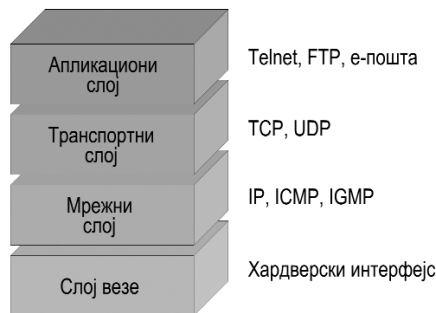 Апликациони
слој
Telnet, FTP, е-пошта
Транспортни
слој
TCP, UDP
Мрежни
слој
IP, ICMP, IGMP
Слој везе
Хардверски интерфејс